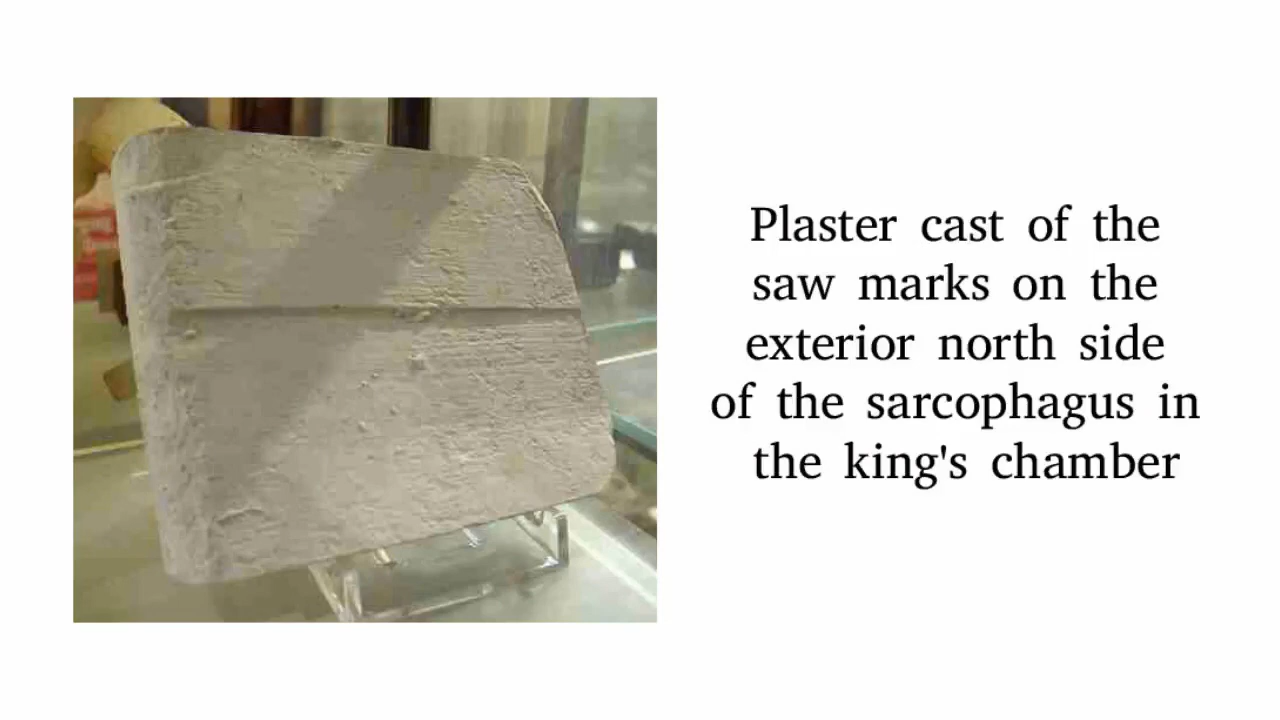 Plaster cast of the
saw marks on the
exterior north side
of the sarcophagus in
the king's chamber